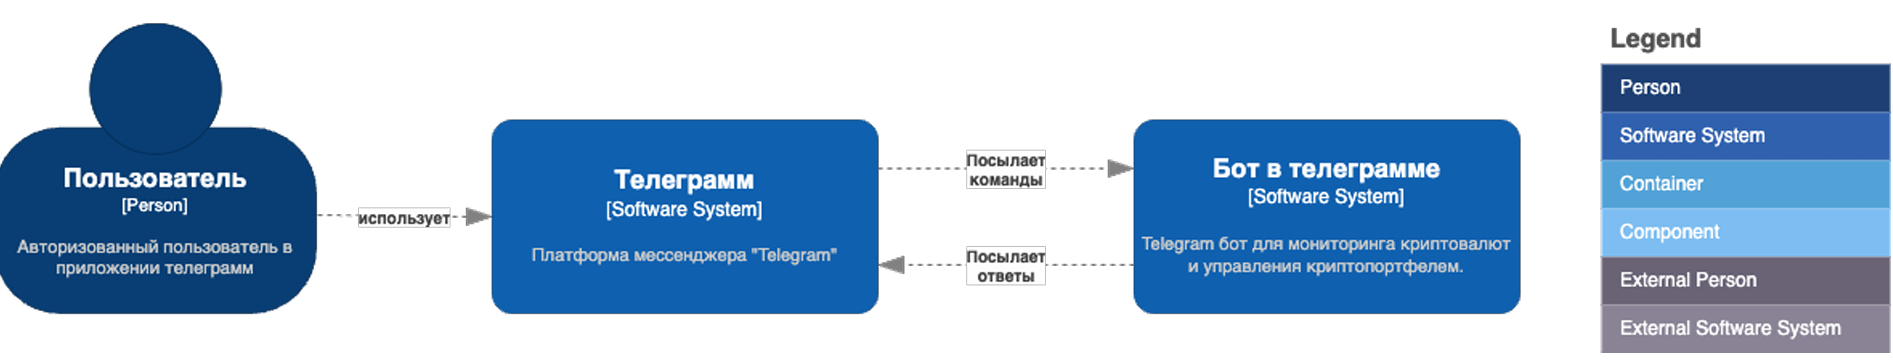 Пользователь
[Person]
Авторизованный пользователь в
приложении телеграмм
использует
Телеграмм
[Software System]
Платформа мессенджера "Telegram"
Посылает
команды
Посылает
ответы
Бот в телеграмме
[Software System]
Telegram бот для мониторинга криптовалют
и управления криптопортфелем.
Legend
Person
Software System
Container
Component
External Person
External Software System